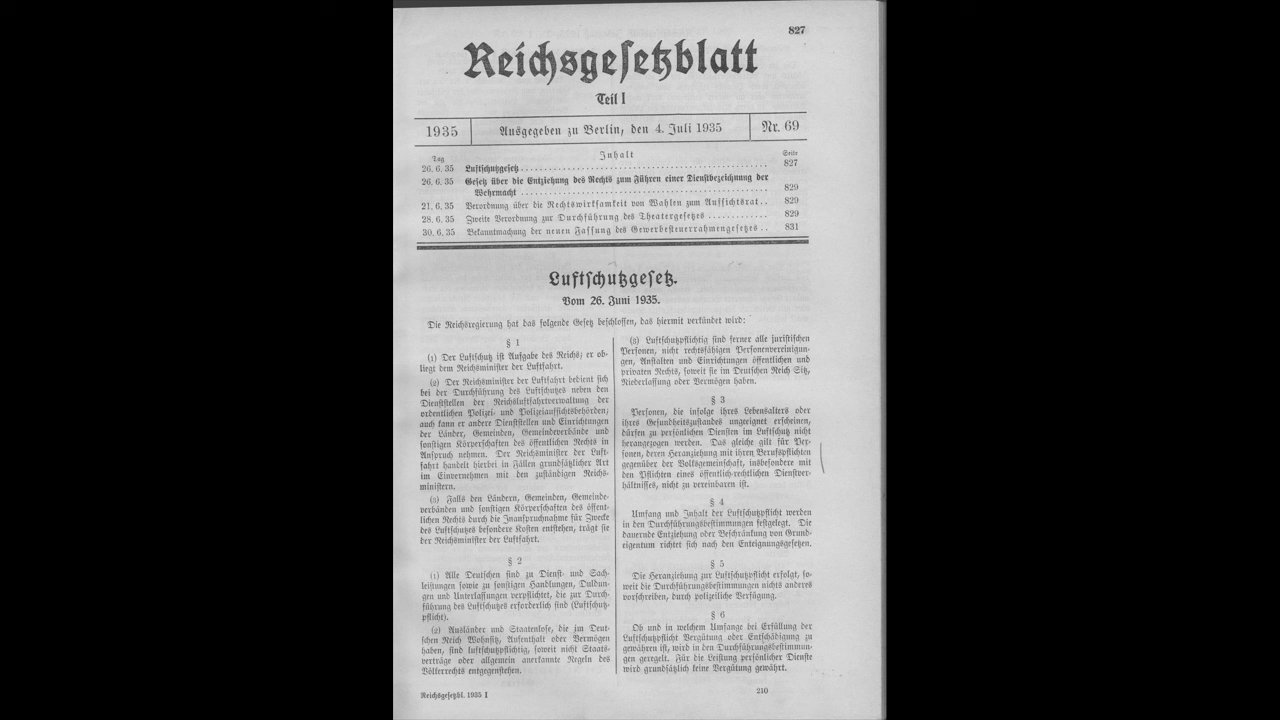 827
Reichsgesetzblatt
Teil I
1935
Ausgegeben zu Berlin, den 4. Juli 1935
Nr. 69
Tag
Inhalt
Seite
26. 6. 35 Luftschutzgesetz 827
26. 6. 35 Gesetz über die Entziehung des Rechts zum Führen einer Dienstbezeichnung der
Wehrmacht 829
21. 6. 35 Verordnung über die Rechtswirksamkeit von Wahlen zum Aufsichtsrat 829
28. 6. 35 Zweite Verordnung zur Durchführung des Theatergesetzes 829
30. 6. 35 Bekanntmachung der neuen Fassung des Gewerbesteuerrahmengesetzes 831
Luftschutzgesetz.
Vom 26. Juni 1935.
Die Reichsregierung hat das folgende Gesetz beschlossen, das hiermit verkündet wird:
§ 1
(1) Der Luftschutz ist Aufgabe des Reichs; er ob-
liegt dem Reichsminister der Luftfahrt.
(2) Der Reichsminister der Luftfahrt bedient sich
bei der Durchführung des Luftschutzes neben den
Dienststellen der Reichsluftfahrtverwaltung der
ordentlichen Polizei- und Polizeiaufsichtsbehörden;
auch kann er andere Dienststellen und Einrichtungen
der Länder, Gemeinden, Gemeindeverbände und
sonstigen Körperschaften des öffentlichen Rechts in
Anspruch nehmen. Der Reichsminister der Luft-
fahrt handelt hierbei in Fällen grundsätzlicher Art
im Einvernehmen mit den zuständigen Reichs-
ministern.
(3) Falls den Ländern, Gemeinden, Gemeinde-
verbänden und sonstigen Körperschaften des öffent-
lichen Rechts durch die Inanspruchnahme für Zwecke
des Luftschutzes besondere Kosten entstehen, trägt sie
der Reichsminister der Luftfahrt.
§ 2
(1) Alle Deutschen sind zu Dienst- und Sach-
leistungen sowie zu sonstigen Handlungen, Duldun-
gen und Unterlassungen verpflichtet, die zur Durch-
führung des Luftschutzes erforderlich sind (Luftschutz-
pflicht).
(2) Ausländer und Staatenlose, die im Deut-
schen Reich Wohnsitz, Aufenthalt oder Vermögen
haben, sind luftschutzpflichtig, soweit nicht Staats-
verträge oder allgemein anerkannte Regeln des
Völkerrechts entgegenstehen.
(3) Luftschutzpflichtig sind ferner alle juristischen
Personen, nicht rechtsfähigen Personenvereinigun-
gen, Anstalten und Einrichtungen öffentlichen und
privaten Rechts, soweit sie im Deutschen Reich Sitz,
Niederlassung oder Vermögen haben.
§ 3
Personen, die infolge ihres Lebensalters oder
ihres Gesundheitszustandes ungeeignet erscheinen,
dürfen zu persönlichen Diensten im Luftschutz nicht
herangezogen werden. Das gleiche gilt für Per-
sonen, deren Heranziehung mit ihren Berufspflichten
gegenüber der Volksgemeinschaft, insbesondere mit
den Pflichten eines öffentlich-rechtlichen Dienstver-
hältnisses, nicht zu vereinbaren ist.
§ 4
Umfang und Inhalt der Luftschutzpflicht werden
in den Durchführungsbestimmungen festgelegt. Die
dauernde Entziehung oder Beschränkung von Grund-
eigentum richtet sich nach den Enteignungsgesetzen.
§ 5
Die Heranziehung zur Luftschutzpflicht erfolgt, so-
weit die Durchführungsbestimmungen nichts anderes
vorschreiben, durch polizeiliche Verfügung.
§ 6
Ob und in welchem Umfange bei Erfüllung der
Luftschutzpflicht Vergütung oder Entschädigung zu
gewähren ist, wird in den Durchführungsbestimmun-
gen geregelt. Für die Leistung persönlicher Dienste
wird grundsätzlich keine Vergütung gewährt.
Reichsgesetzbl. 1935 I
210